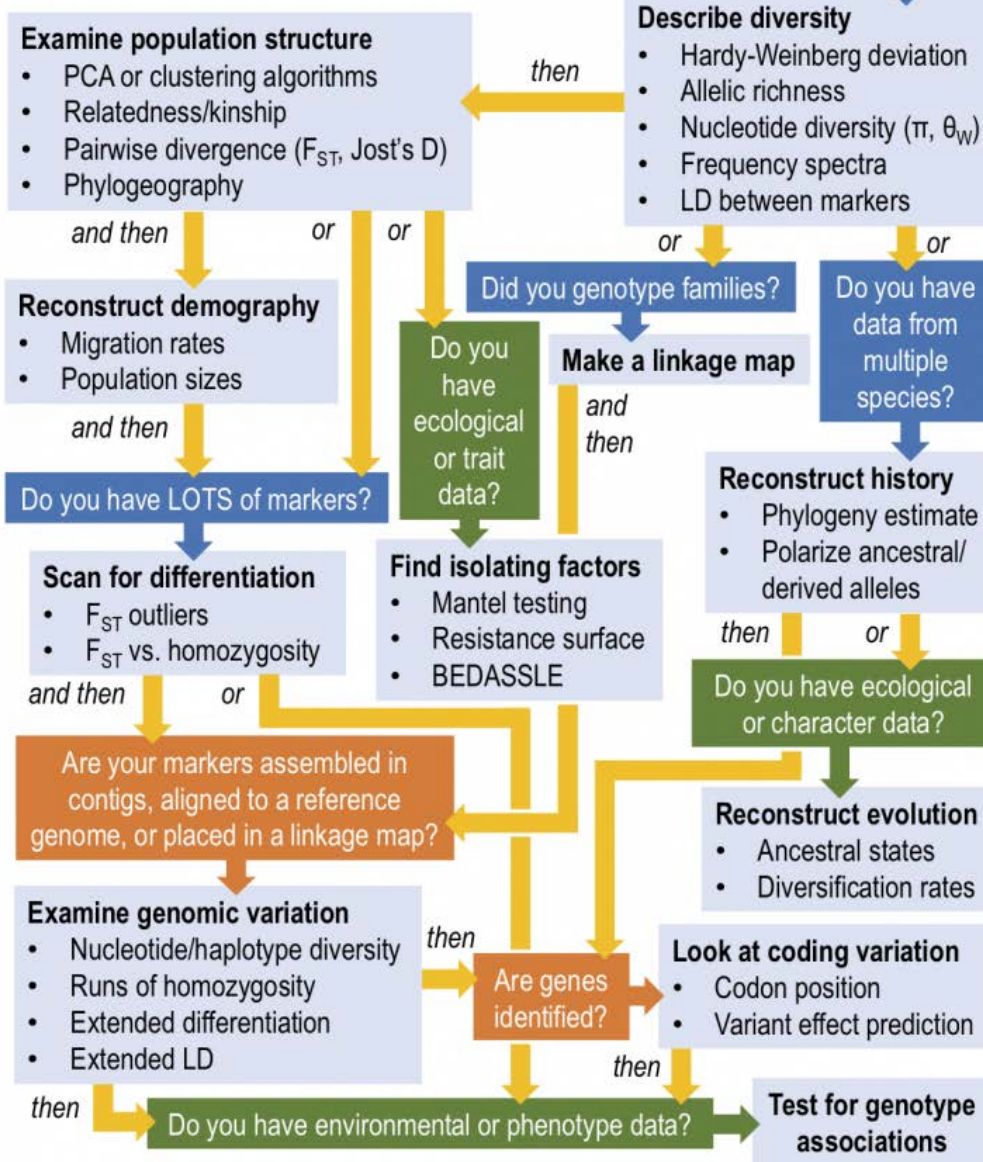 Describe diversity
• Hardy-Weinberg deviation
• Allelic richness
• Nucleotide diversity (π, θW)
• Frequency spectra
• LD between markers
then
Examine population structure
• PCA or clustering algorithms
• Relatedness/kinship
• Pairwise divergence (FST, Jost's D)
• Phylogeography
and then
or
or
or
or
Reconstruct demography
• Migration rates
• Population sizes
and then
Did you genotype families?
Make a linkage map
and
then
Do you have
data from
multiple
species?
Do you
have
ecological
or trait
data?
Do you have LOTS of markers?
Reconstruct history
• Phylogeny estimate
• Polarize ancestral/
derived alleles
then
or
Scan for differentiation
• FST outliers
• FST vs. homozygosity
and then
or
Find isolating factors
• Mantel testing
• Resistance surface
• BEDASSLE
Do you have ecological
or character data?
Are your markers assembled in
contigs, aligned to a reference
genome, or placed in a linkage map?
Reconstruct evolution
• Ancestral states
• Diversification rates
Examine genomic variation
• Nucleotide/haplotype diversity
• Runs of homozygosity
• Extended differentiation
• Extended LD
then
Are genes
identified?
Look at coding variation
• Codon position
• Variant effect prediction
then
then
Do you have environmental or phenotype data?
Test for genotype
associations